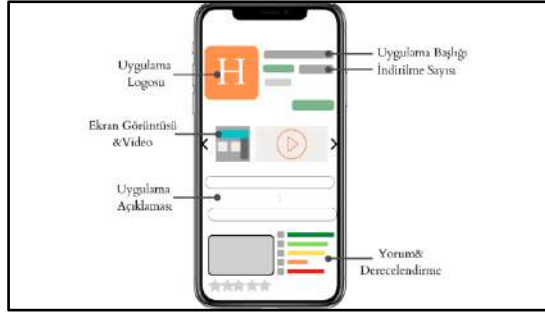 Uygulama Başlığı
İndirilme Sayısı
Uygulama
Logosu
H
Ekran Görüntüsü
&Video
Uygulama
Açıklaması
Yorum&
Derecelendirme